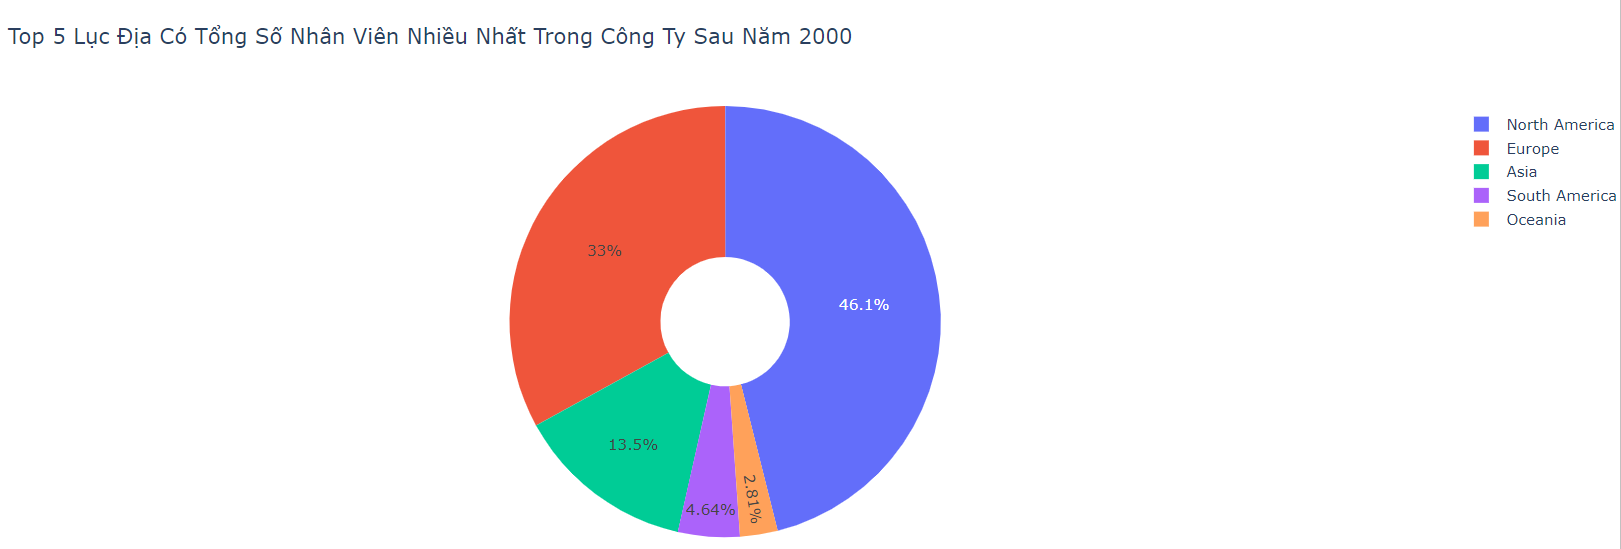 Top 5 Lục Địa Có Tổng Số Nhân Viên Nhiều Nhất Trong Công Ty Sau Năm 2000
North America
Europe
Asia
South America
Oceania
33%
46.1%
13.5%
4.64%
2.81%